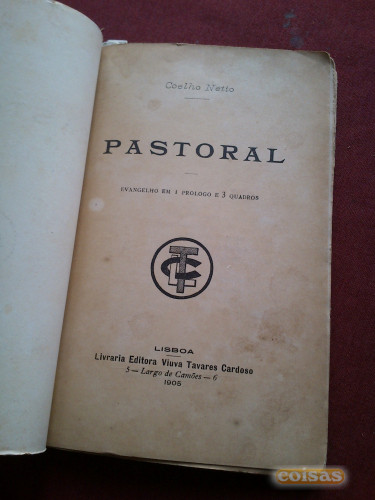 Coelho Netto
PASTORAL
EVANGELHO EM 1 PROLOGO E 3 QUADROS
TCL
LISBOA
Livraria Editora Viuva Tavares Cardoso
5 — Largo de Camões — 6
1905
coisas